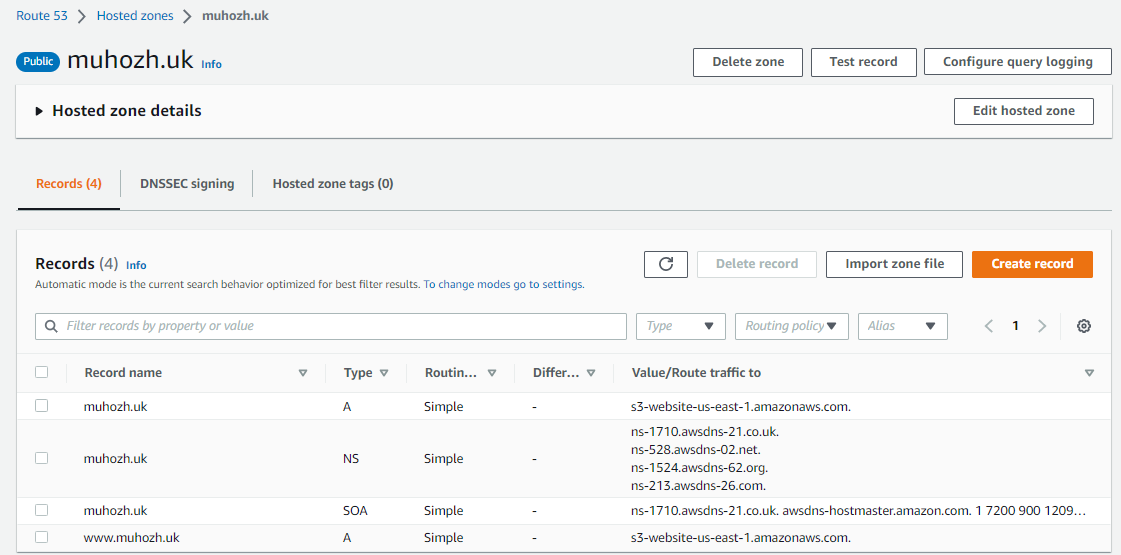 Route 53 Hosted zones muhozh.uk
Public muhozh.uk Info
Delete zone Test record Configure query logging
Hosted zone details Edit hosted zone
Records (4) DNSSEC signing Hosted zone tags (0)
Records (4) Info
Delete record Import zone file Create record
Automatic mode is the current search behavior optimized for best filter results. To change modes go to settings.
Filter records by property or value Type Routing policy Alias 1
Record name Type Routin... Differ... Value/Route traffic to
muhozh.uk A Simple - s3-website-us-east-1.amazonaws.com.
ns-1710.awsdns-21.co.uk.
ns-528.awsdns-02.net.
muhozh.uk NS Simple -
ns-1524.awsdns-62.org.
ns-213.awsdns-26.com.
muhozh.uk SOA Simple - ns-1710.awsdns-21.co.uk. awsdns-hostmaster.amazon.com. 1 7200 900 1209...
www.muhozh.uk A Simple - s3-website-us-east-1.amazonaws.com.